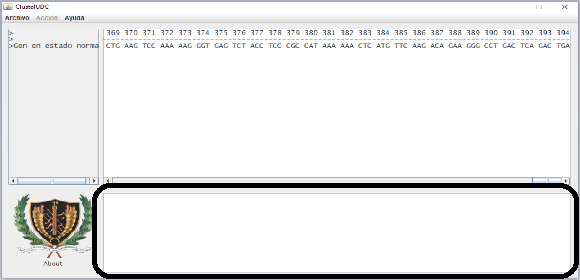 ClustalUDC
Archivo Accion Ayuda
>
>
>Gen en estado norma
369 370 371 372 373 374 375 376 377 378 379 380 381 382 383 384 385 386 387 388 389 390 391 392 393 394
CTG AAG TCC AAA AAG GGT GAG TCT ACC TCC CGC CAT AAA AAA CTC ATG TTC AAG ACA GAA GGG CCT GAC TCA GAC TGA
About